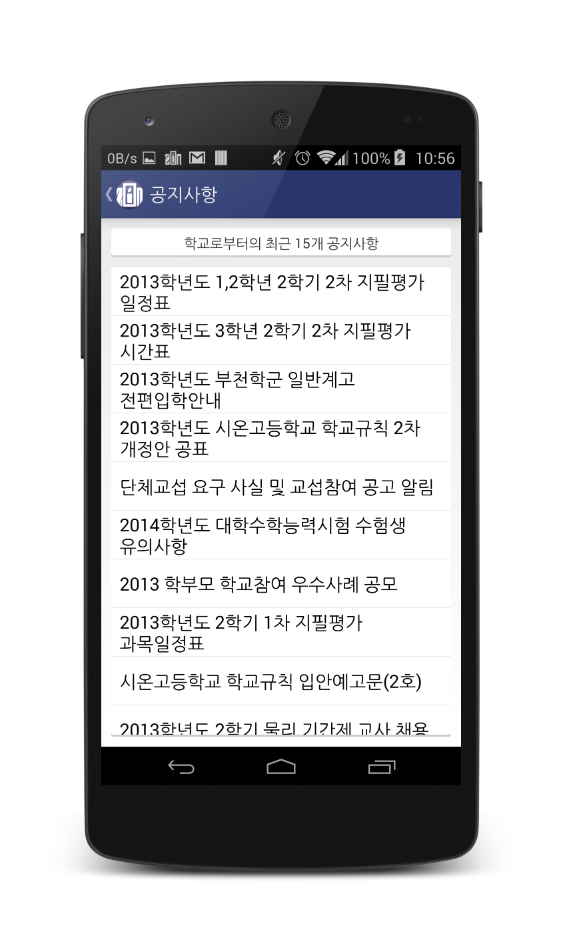 0B/s
100%
10:56
공지사항
학교로부터의 최근 15개 공지사항
2013학년도 1,2학년 2학기 2차 지필평가
일정표
2013학년도 3학년 2학기 2차 지필평가
시간표
2013학년도 부천학군 일반계고
전편입학안내
2013학년도 시온고등학교 학교규칙 2차
개정안 공표
단체교섭 요구 사실 및 교섭참여 공고 알림
2014학년도 대학수학능력시험 수험생
유의사항
2013 학부모 학교참여 우수사례 공모
2013학년도 2학기 1차 지필평가
과목일정표
시온고등학교 학교규칙 입안예고문(2호)
2013학년도 2학기 물리 기간제 교사 채용